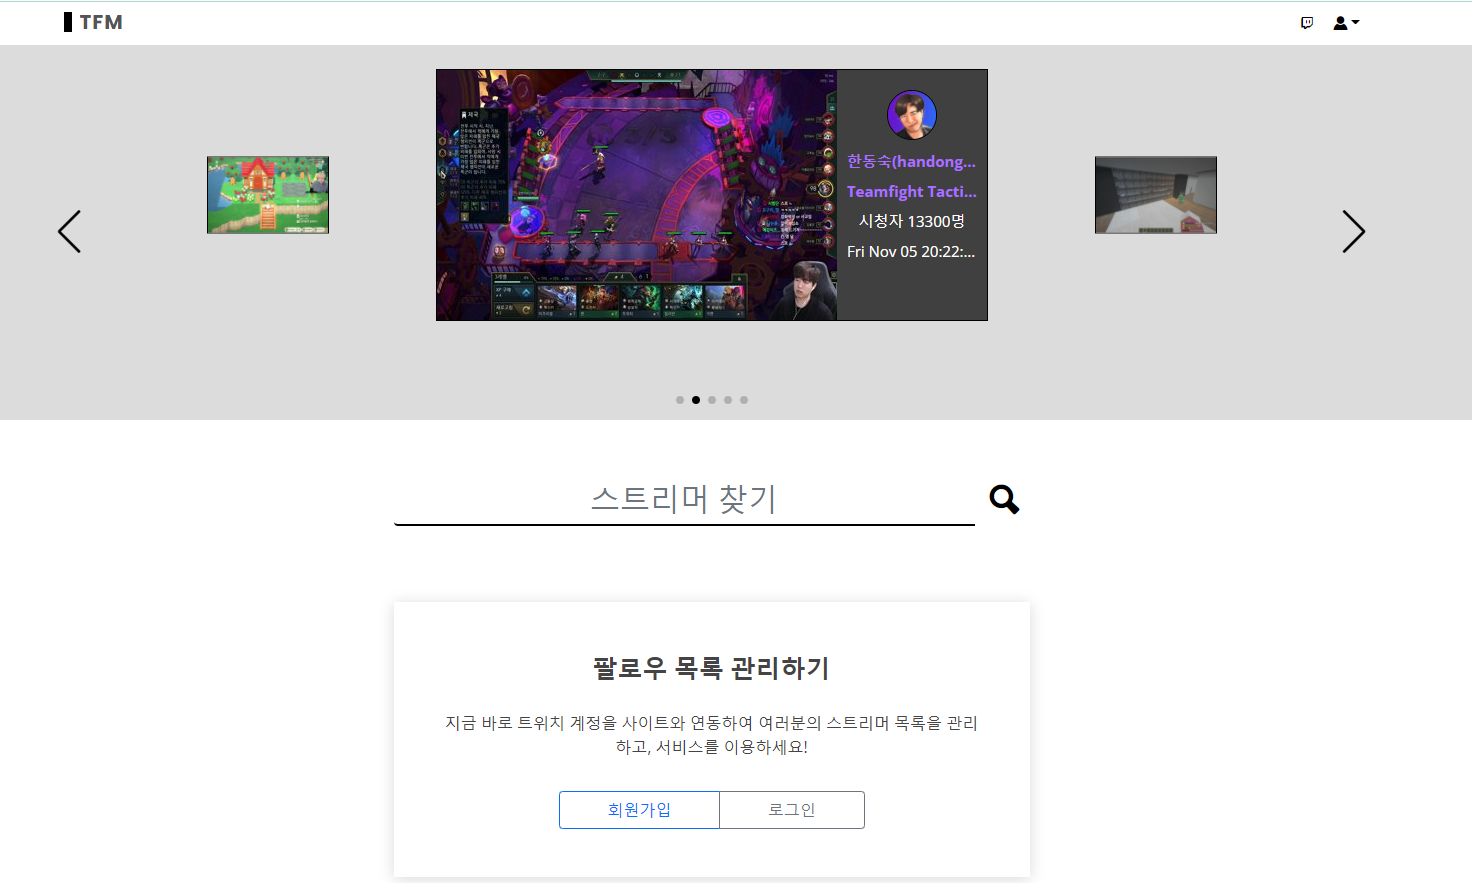 TFM
한동숙(handong...
Teamfight Tacti...
시청자 13300명
Fri Nov 05 20:22:...
스트리머 찾기
팔로우 목록 관리하기
지금 바로 트위치 계정을 사이트와 연동하여 여러분의 스트리머 목록을 관리
하고, 서비스를 이용하세요!
회원가입
로그인